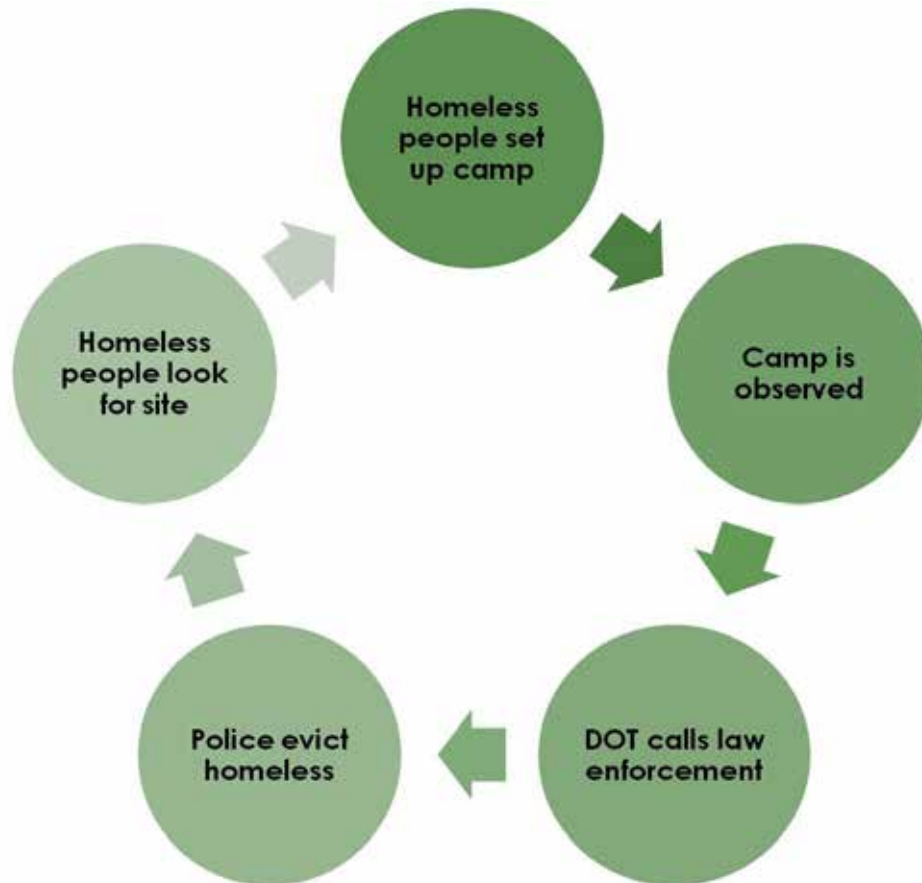 Homeless
people set
up camp
Camp is
observed
DOT calls law
enforcement
Police evict
homeless
Homeless
people look
for site